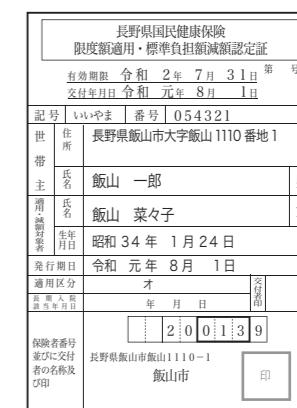 長野県国民健康保険
限度額適用・標準負担額減額認定証
有効期限 令和 2年 7月 31日 第 号
交付年月日 令和 元年 8月 1日
記号 いいやま 番号 054321
世帯主 住所 長野県飯山市大字飯山1110番地1
氏名 飯山 一郎
適用・減額対象者 氏名 飯山 菜々子
生年月日 昭和34年 1月24日
発行期日 令和 元年 8月 1日
適用区分 オ 交付者印
長期入院該当年月日 年 月 日
保険者番号並びに交付者の名称及び印 200139
長野県飯山市飯山1110-1
飯山市 印